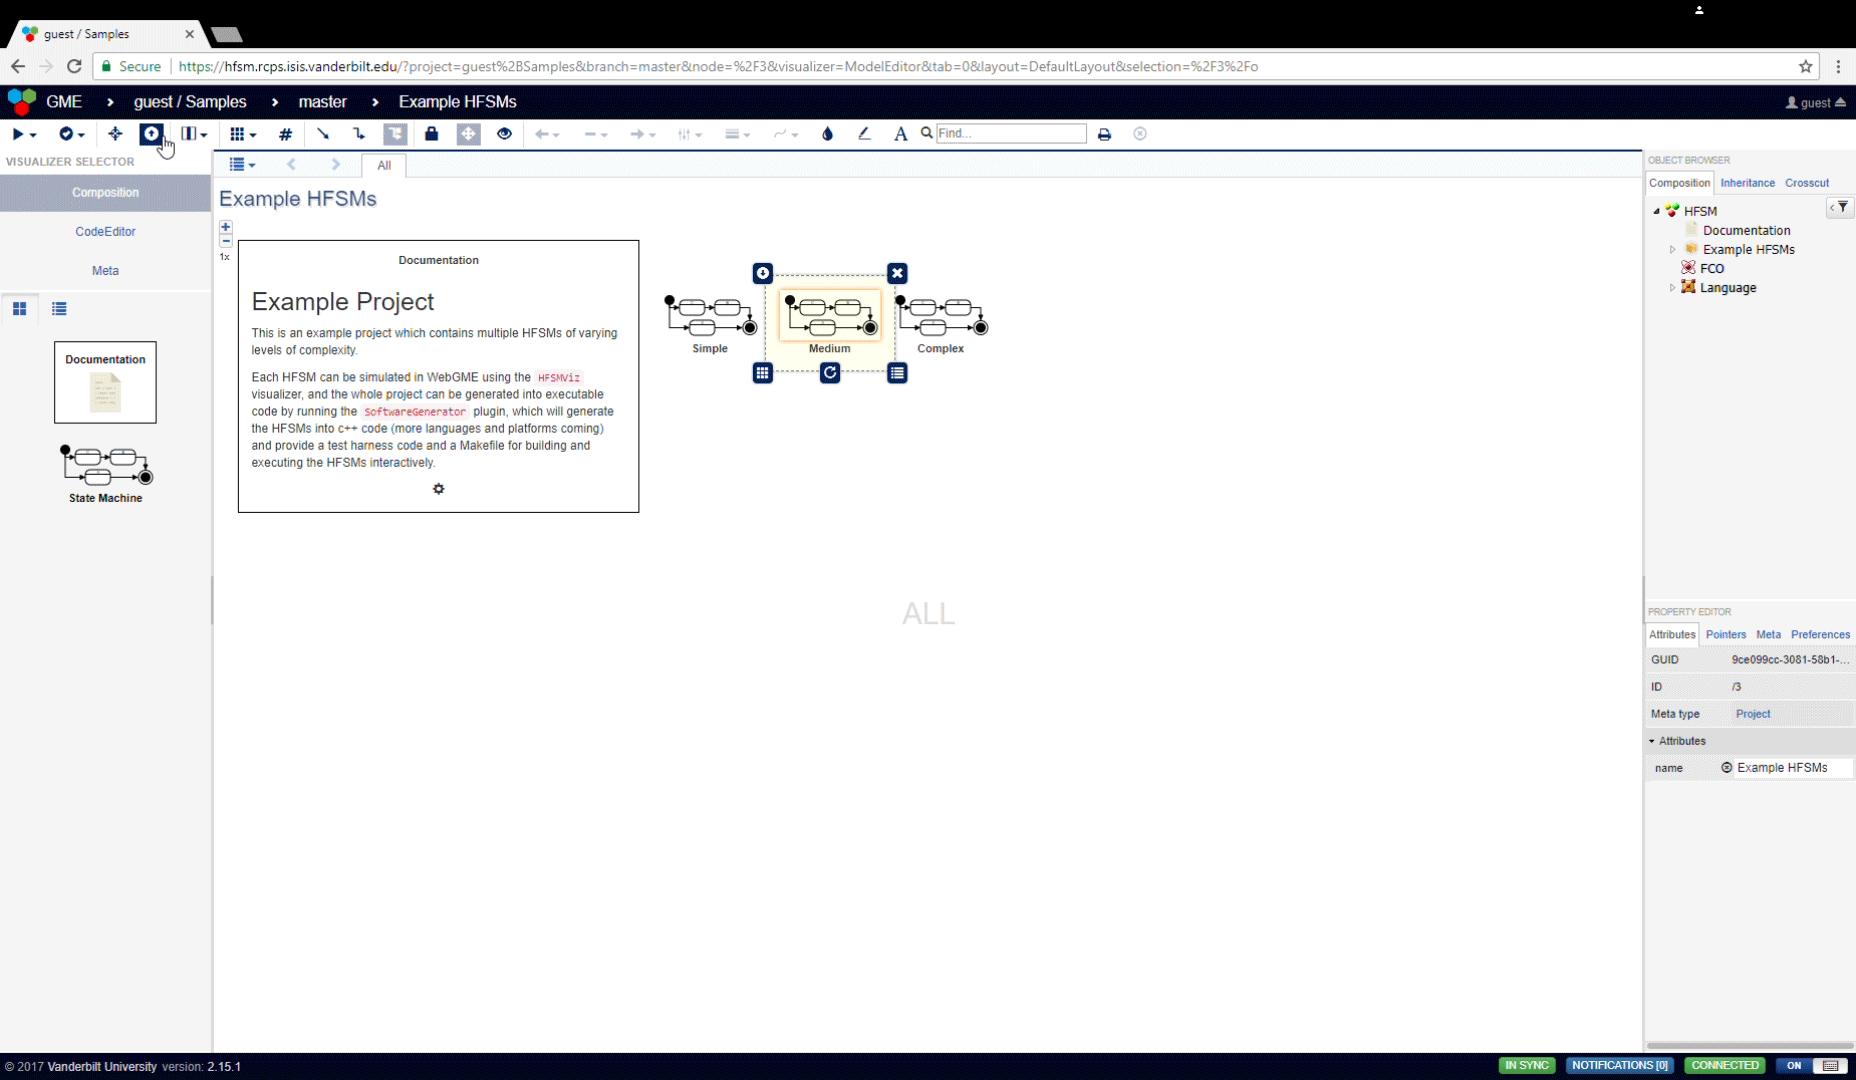 guest / Samples
Secure
https://hfsm.rcps.isis.vanderbilt.edu/?project=guest%2BSamples&branch=master&node=%2F3&visualizer=ModelEditor&tab=0&layout=DefaultLayout&selection=%2F3%2Fo
GME
guest / Samples
master
Example HFSMs
guest
Find...
VISUALIZER SELECTOR
Composition
CodeEditor
Meta
Documentation
State Machine
All
Example HFSMs
1x
Documentation
Example Project
This is an example project which contains multiple HFSMs of varying
levels of complexity.
Each HFSM can be simulated in WebGME using the HFSMViz
visualizer, and the whole project can be generated into executable
code by running the SoftwareGenerator plugin, which will generate
the HFSMs into c++ code (more languages and platforms coming)
and provide a test harness code and a Makefile for building and
executing the HFSMs interactively.
Simple
Medium
Complex
ALL
OBJECT BROWSER
Composition
Inheritance
Crosscut
HFSM
Documentation
Example HFSMs
FCO
Language
PROPERTY EDITOR
Attributes
Pointers
Meta
Preferences
GUID
9ce099cc-3081-58b1-...
ID
/3
Meta type
Project
Attributes
name
Example HFSMs
© 2017 Vanderbilt University version: 2.15.1
IN SYNC
NOTIFICATIONS [0]
CONNECTED
ON